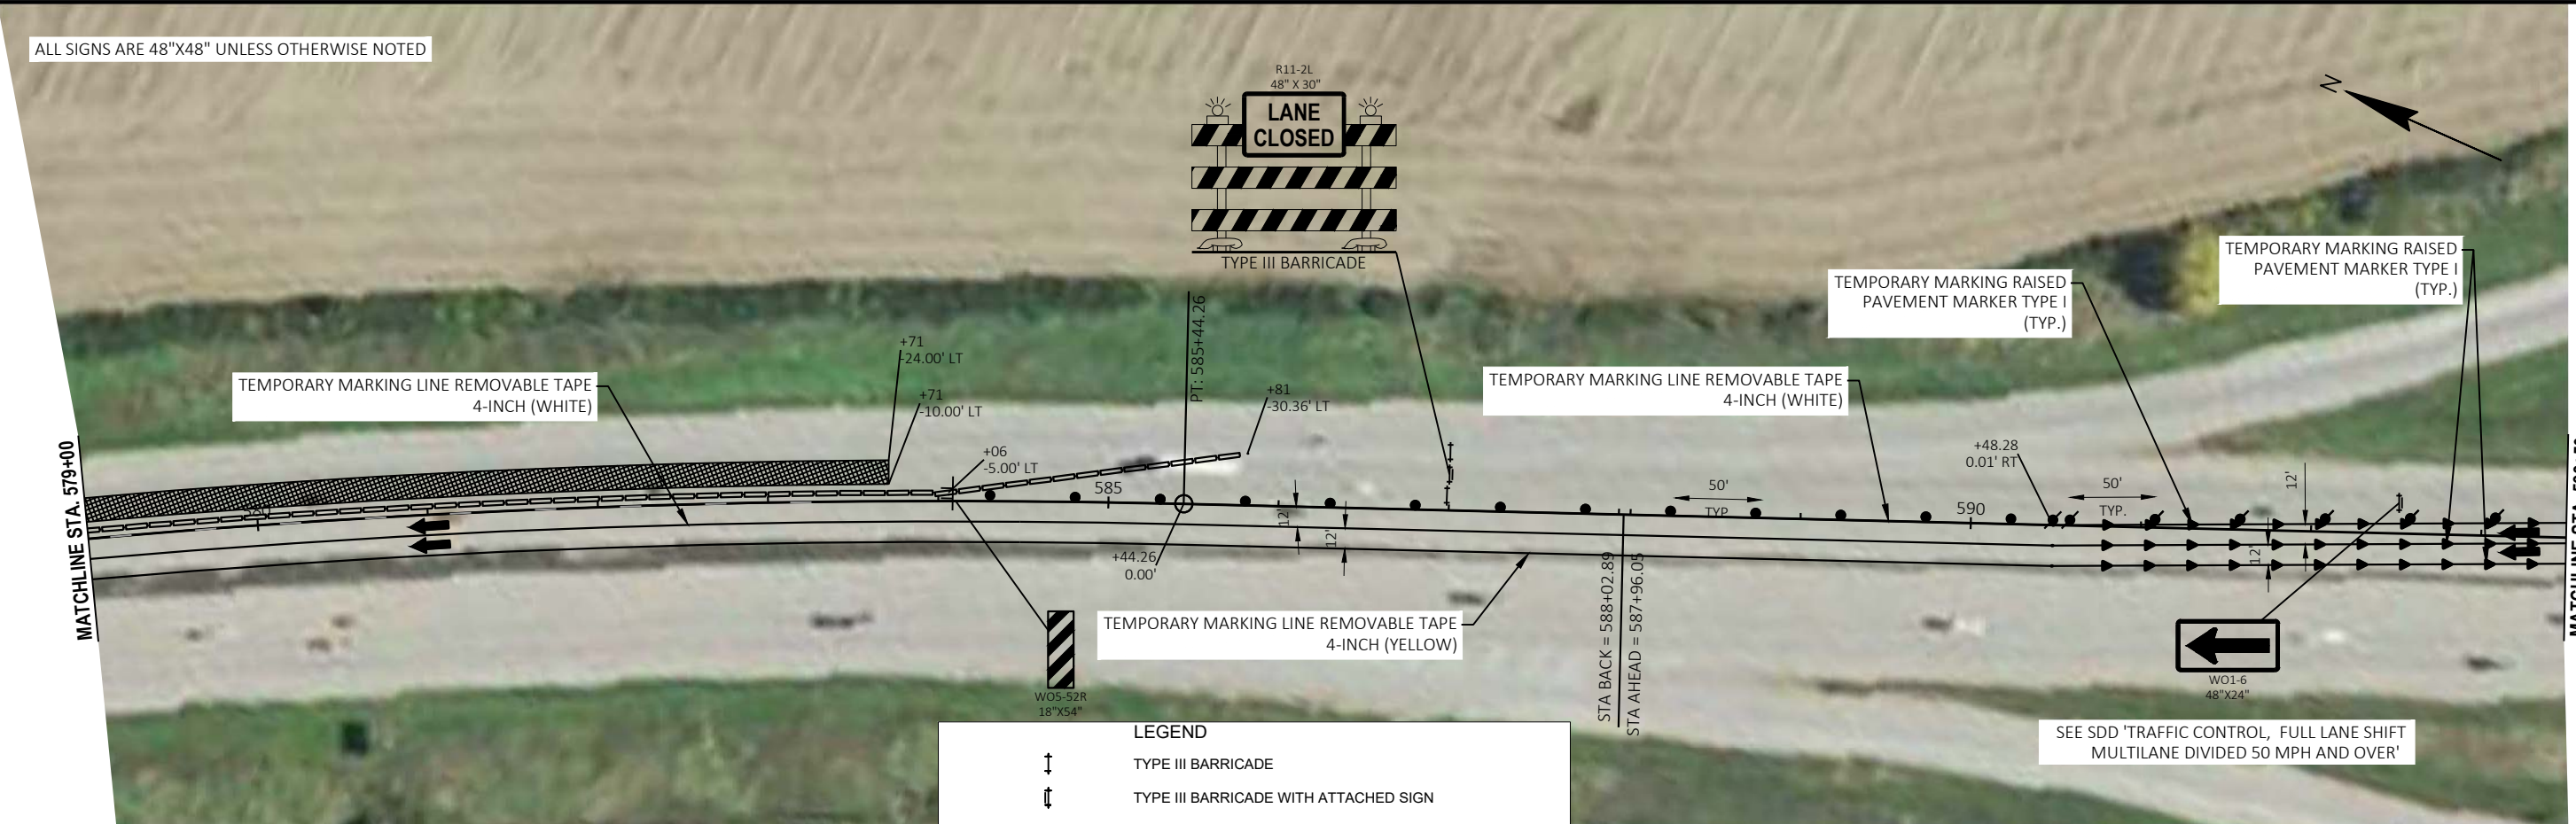 ALL SIGNS ARE 48"X48" UNLESS OTHERWISE NOTED
R11-2L
48" X 30"
LANE
CLOSED
TYPE III BARRICADE
N
TEMPORARY MARKING RAISED
PAVEMENT MARKER TYPE I
(TYP.)
TEMPORARY MARKING RAISED
PAVEMENT MARKER TYPE I
(TYP.)
PT: 585+44.26
+71
-24.00' LT
+71
-10.00' LT
TEMPORARY MARKING LINE REMOVABLE TAPE
4-INCH (WHITE)
+81
-30.36' LT
TEMPORARY MARKING LINE REMOVABLE TAPE
4-INCH (WHITE)
+06
-5.00' LT
+48.28
0.01' RT
MATCHLINE STA. 579+00
585
50'
TYP.
590
50'
TYP.
12'
12'
12'
12'
+44.26
0.00'
STA BACK = 588+02.89
STA AHEAD = 587+96.05
TEMPORARY MARKING LINE REMOVABLE TAPE
4-INCH (YELLOW)
WO5-52R
18"X54"
WO1-6
48"X24"
SEE SDD 'TRAFFIC CONTROL, FULL LANE SHIFT
MULTILANE DIVIDED 50 MPH AND OVER'
LEGEND
TYPE III BARRICADE
TYPE III BARRICADE WITH ATTACHED SIGN